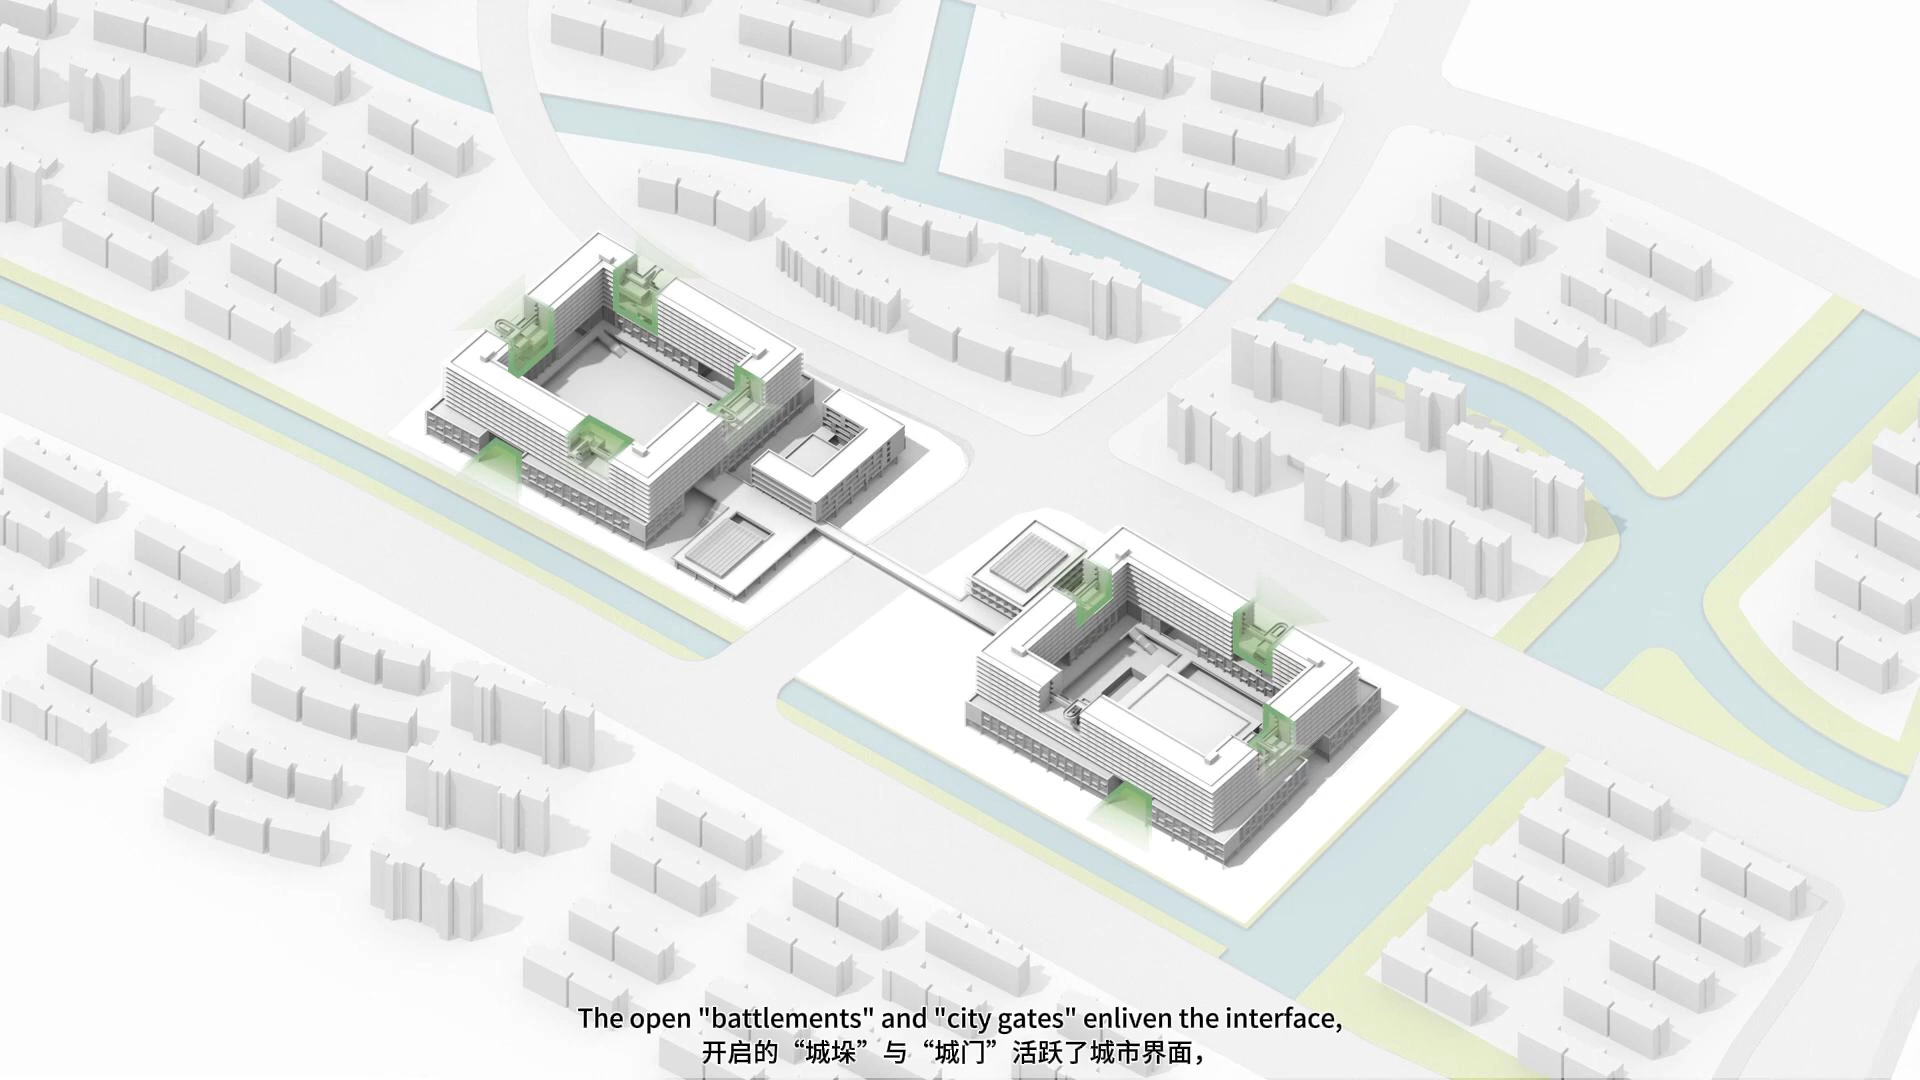 The open "battlements" and "city gates" enliven the interface,
开启的“城垛”与“城门”活跃了城市界面，